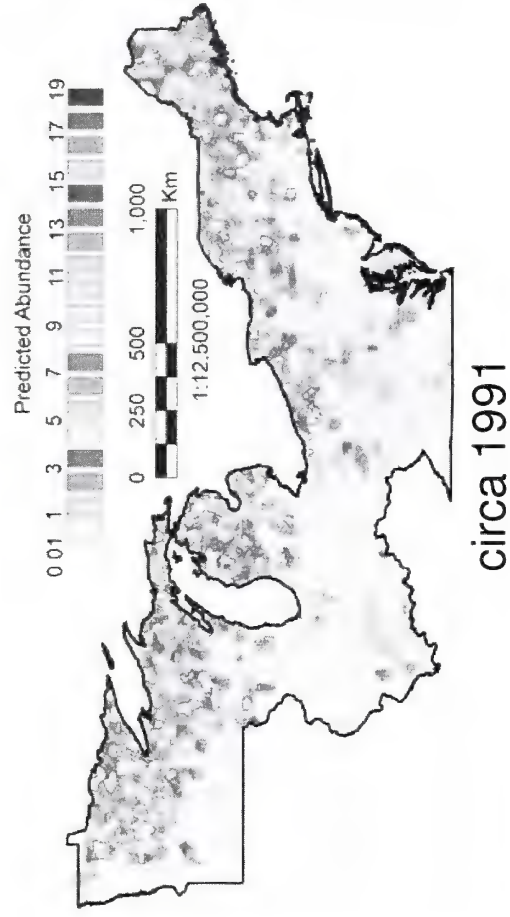 Predicted Abundance
0 01 1 3 5 7 9 11 13 15 17 19
0 250 500 1,000
Km
1:12.500,000
circa 1991